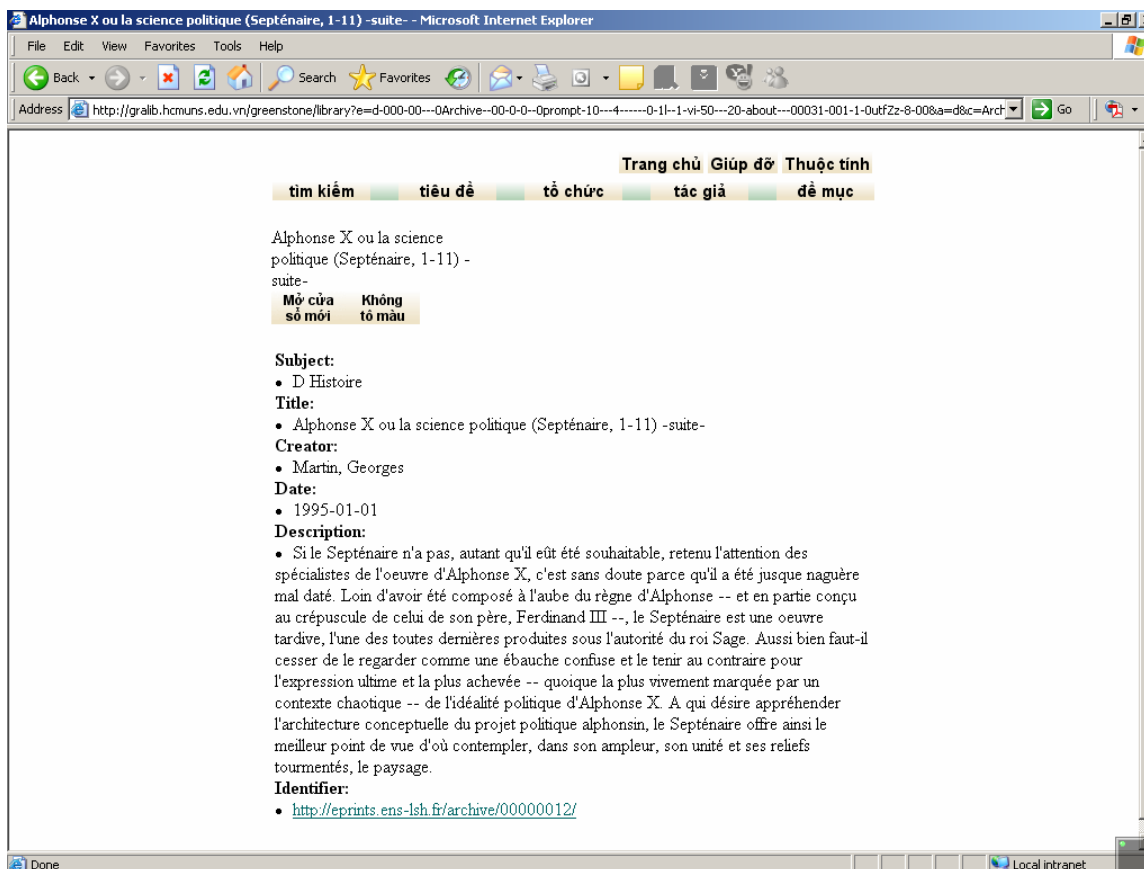 Alphonse X ou la science politique (Septénaire, 1-11) -suite- - Microsoft Internet Explorer
File Edit View Favorites Tools Help
Back Search Favorites
Address http://gralib.hcmuns.edu.vn/greenstone/library?e=d-000-00---0Archive--00-0-0--0prompt-10---4------0-1l--1-vi-50---20-about---00031-001-1-0utfZz-8-00&a=d&c=Arch Go
Trang chủ Giúp đỡ Thuộc tính
tìm kiếm tiêu đề tổ chức tác giả đề mục
Alphonse X ou la science
politique (Septénaire, 1-11) -
suite-
Mở cửa Không
sổ mới tô màu
Subject:
• D Histoire
Title:
• Alphonse X ou la science politique (Septénaire, 1-11) -suite-
Creator:
• Martin, Georges
Date:
• 1995-01-01
Description:
• Si le Septénaire n'a pas, autant qu'il eût été souhaitable, retenu l'attention des
spécialistes de l'oeuvre d'Alphonse X, c'est sans doute parce qu'il a été jusque naguère
mal daté. Loin d'avoir été composé à l'aube du règne d'Alphonse -- et en partie conçu
au crépuscule de celui de son père, Ferdinand III --, le Septénaire est une oeuvre
tardive, l'une des toutes dernières produites sous l'autorité du roi Sage. Aussi bien faut-il
cesser de le regarder comme une ébauche confuse et le tenir au contraire pour
l'expression ultime et la plus achevée -- quoique la plus vivement marquée par un
contexte chaotique -- de l'idéalité politique d'Alphonse X. A qui désire appréhender
l'architecture conceptuelle du projet politique alphonsin, le Septénaire offre ainsi le
meilleur point de vue d'où contempler, dans son ampleur, son unité et ses reliefs
tourmentés, le paysage.
Identifier:
• http://eprints.ens-lsh.fr/archive/00000012/
Done Local intranet